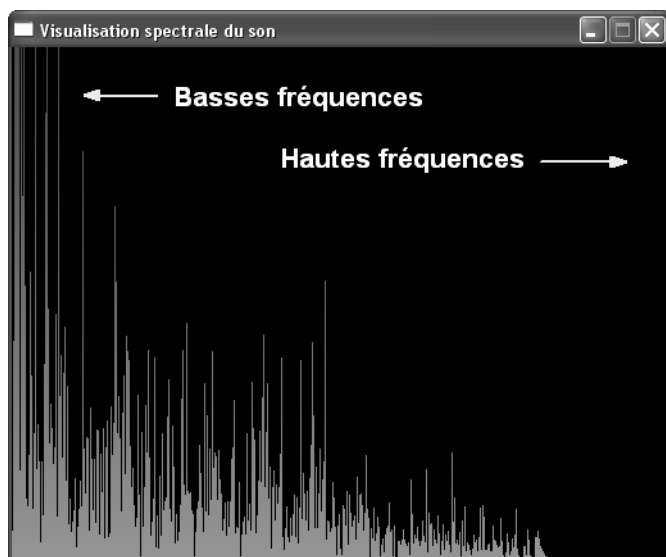 Visualisation spectrale du son
Basses fréquences
Hautes fréquences